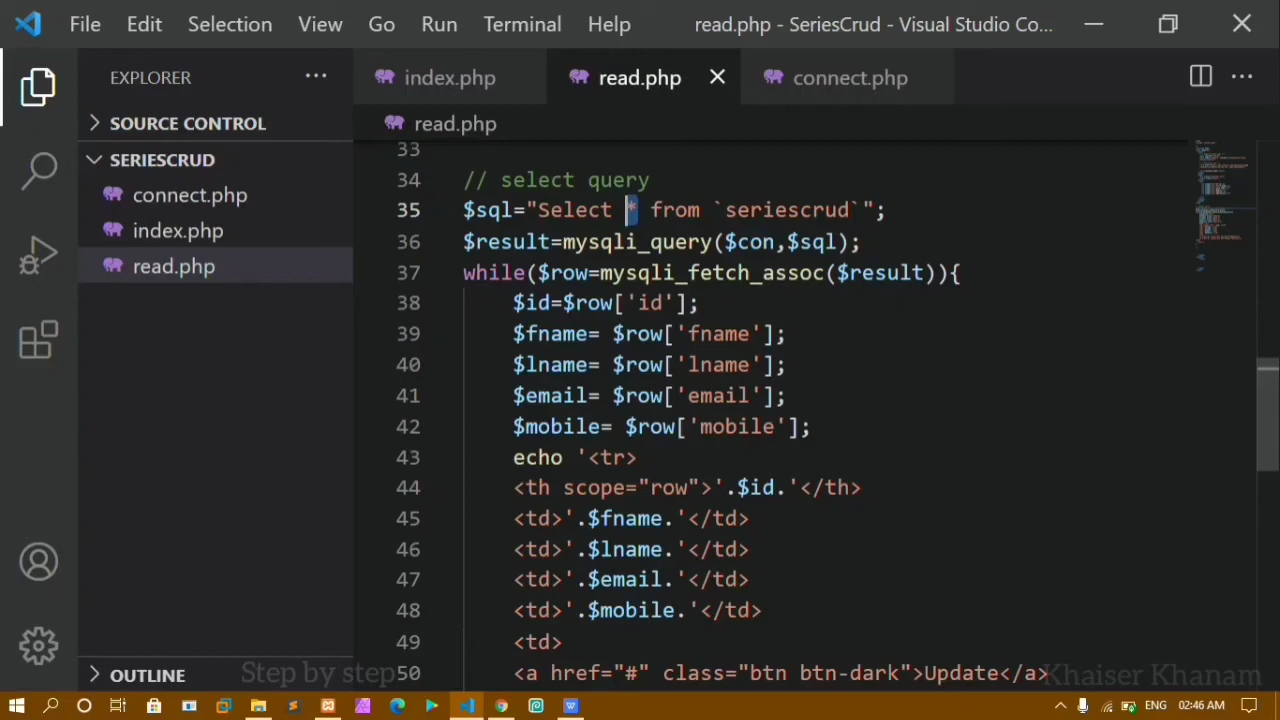 File Edit Selection View Go Run Terminal Help read.php - SeriesCrud - Visual Studio Co...
EXPLORER
index.php read.php connect.php
SOURCE CONTROL
read.php
SERIESCRUD
connect.php
index.php
read.php
33
34 // select query
35 $sql="Select * from `seriescrud`";
36 $result=mysqli_query($con,$sql);
37 while($row=mysqli_fetch_assoc($result)){
38 $id=$row['id'];
39 $fname= $row['fname'];
40 $lname= $row['lname'];
41 $email= $row['email'];
42 $mobile= $row['mobile'];
43 echo '<tr>
44 <th scope="row">'.$id.'</th>
45 <td>'.$fname.'</td>
46 <td>'.$lname.'</td>
47 <td>'.$email.'</td>
48 <td>'.$mobile.'</td>
49 <td>
50 <a href="#" class="btn btn-dark">Update</a>
OUTLINE
Step by step
Khaiser Khanam
ENG 02:46 AM